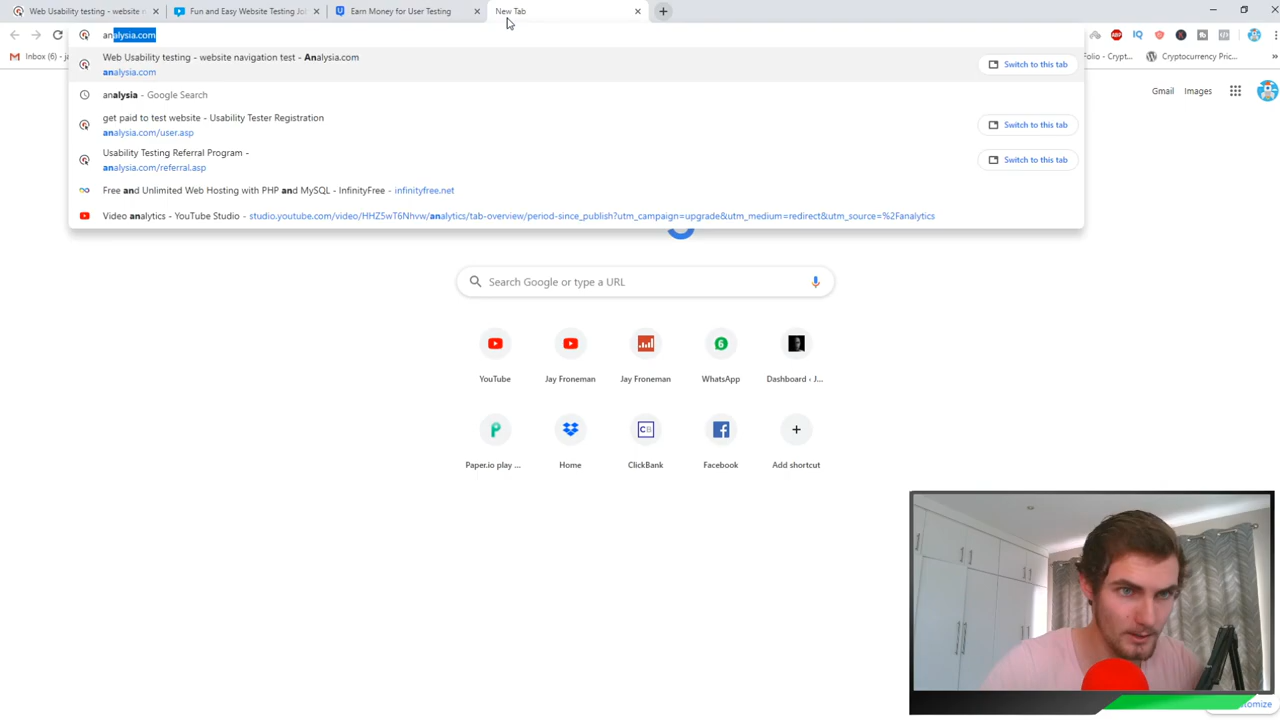 Web Usability testing - website n
Fun and Easy Website Testing Jo
Earn Money for User Testing
New Tab
analysia.com
Web Usability testing - website navigation test - Analysia.com
analysia.com
Switch to this tab
analysia - Google Search
get paid to test website - Usability Tester Registration
analysia.com/user.asp
Switch to this tab
Usability Testing Referral Program -
analysia.com/referral.asp
Switch to this tab
Free and Unlimited Web Hosting with PHP and MySQL - InfinityFree - infinityfree.net
Video analytics - YouTube Studio - studio.youtube.com/video/HHZ5wT6Nhvw/analytics/tab-overview/period-since_publish?utm_campaign=upgrade&utm_medium=redirect&utm_source=%2Fanalytics
Inbox (6)
Folio - Crypt...
Cryptocurrency Pric...
Gmail Images
Search Google or type a URL
YouTube
Jay Froneman
Jay Froneman
WhatsApp
Dashboard ‹ J...
Paper.io play ...
Home
ClickBank
Facebook
Add shortcut